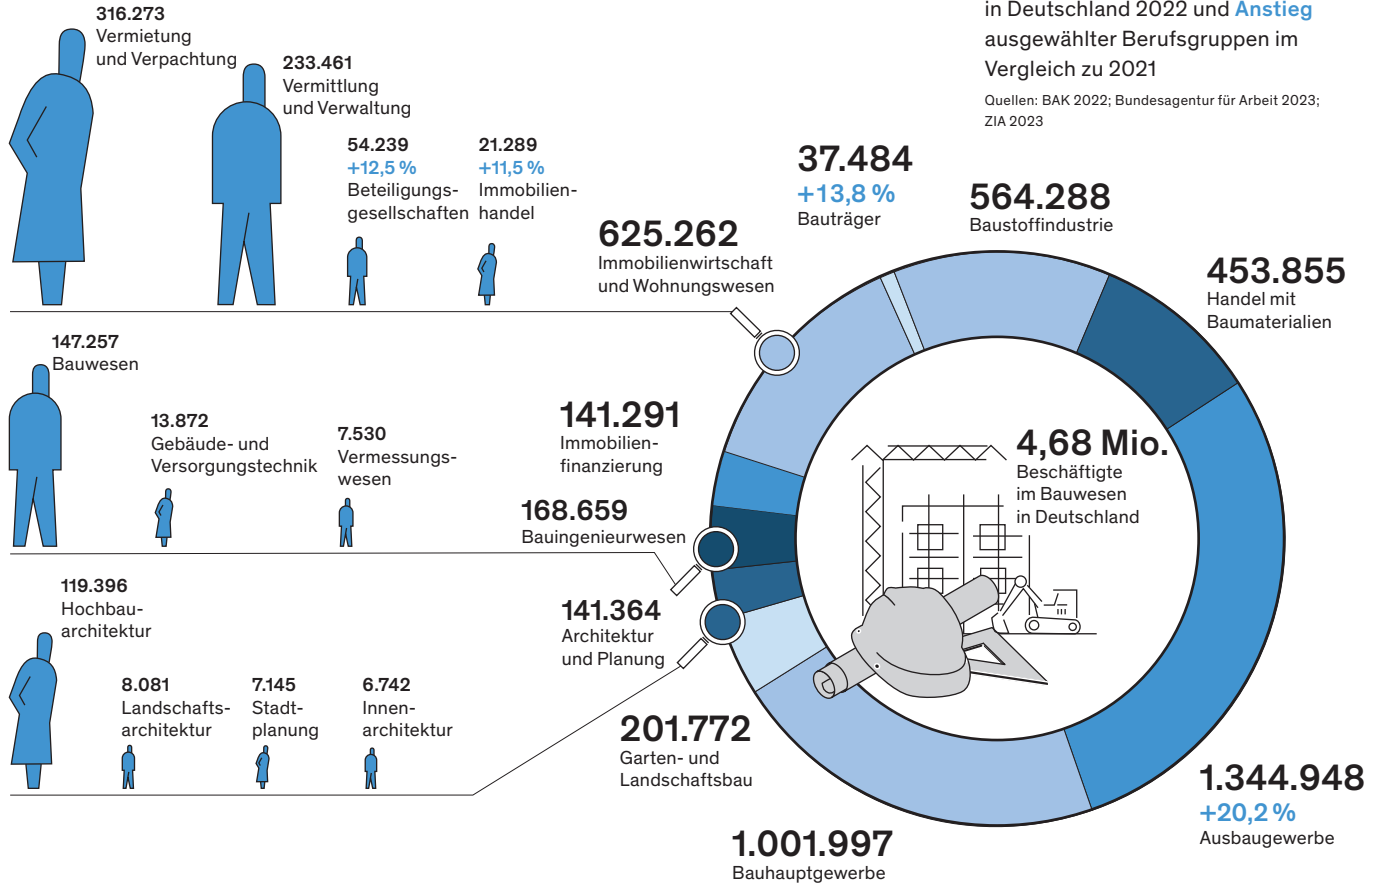 in Deutschland 2022 und Anstieg
ausgewählter Berufsgruppen im
Vergleich zu 2021
Quellen: BAK 2022; Bundesagentur für Arbeit 2023;
ZIA 2023
316.273
Vermietung
und Verpachtung
233.461
Vermittlung
und Verwaltung
54.239
+12,5 %
Beteiligungs-
gesellschaften
21.289
+11,5 %
Immobilien-
handel
625.262
Immobilienwirtschaft
und Wohnungswesen
37.484
+13,8 %
Bauträger
564.288
Baustoffindustrie
453.855
Handel mit
Baumaterialien
147.257
Bauwesen
13.872
Gebäude- und
Versorgungstechnik
7.530
Vermessungs-
wesen
141.291
Immobilien-
finanzierung
168.659
Bauingenieurwesen
4,68 Mio.
Beschäftigte
im Bauwesen
in Deutschland
119.396
Hochbau-
architektur
8.081
Landschafts-
architektur
7.145
Stadt-
planung
6.742
Innen-
architektur
141.364
Architektur
und Planung
201.772
Garten- und
Landschaftsbau
1.001.997
Bauhauptgewerbe
1.344.948
+20,2 %
Ausbaugewerbe